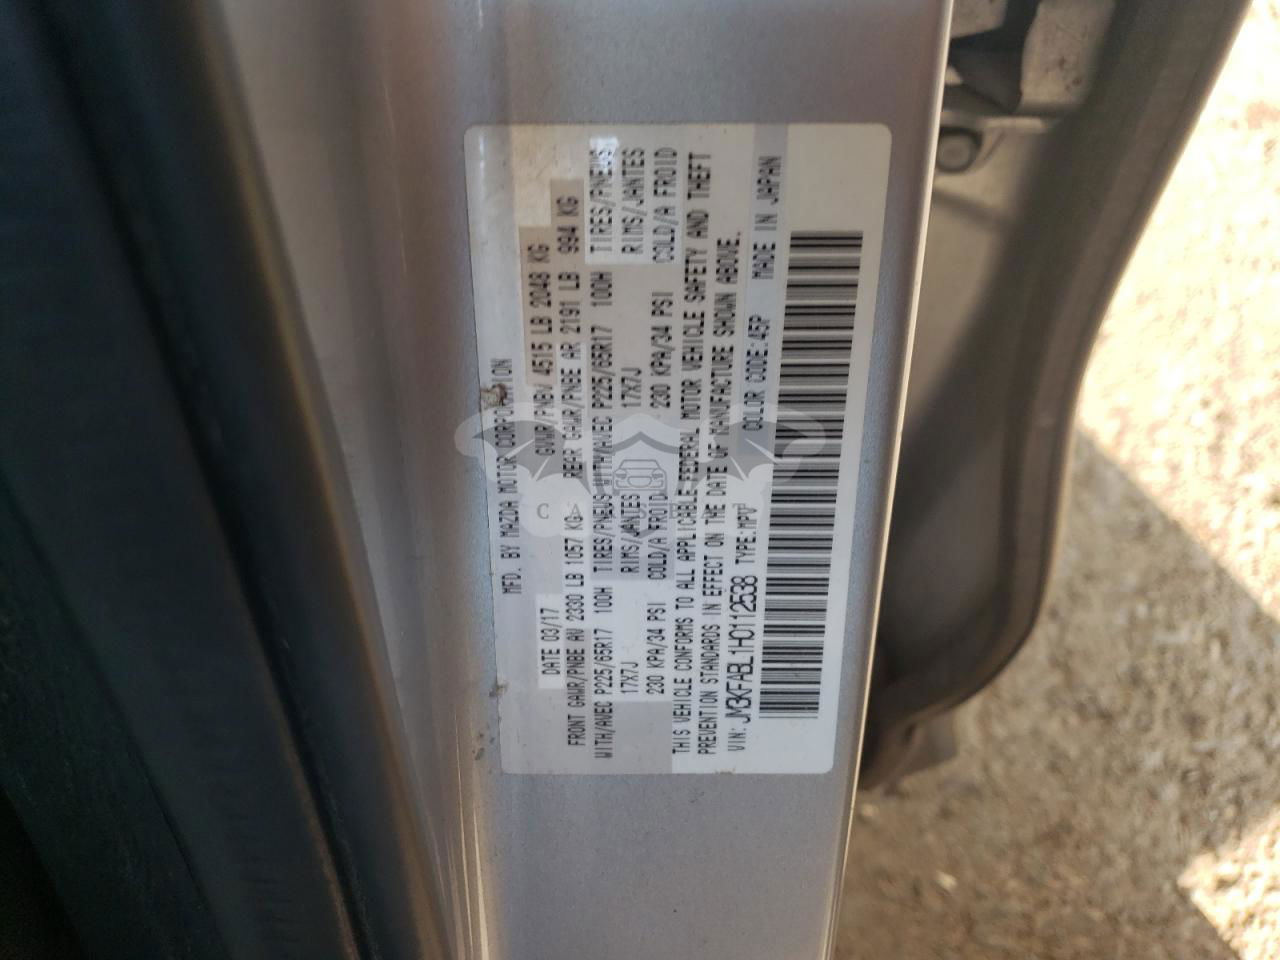 MFD. BY MAZDA MOTOR CORPORATION
DATE 03/17 GVWR/PNBV 4515 LB 2048 KG
FRONT GAWR/PNBE AV 2330 LB 1057 KG REAR GAWR/PNBE AR 2191 LB 994 KG
WITH/AVEC P225/65R17 100H TIRES/PNEUS WITH/AVEC P225/65R17 100H TIRES/PNEUS
17X7J RIMS/JANTES 17X7J RIMS/JANTES
230 KPA/34 PSI COLD/A FROID 230 KPA/34 PSI COLD/A FROID
THIS VEHICLE CONFORMS TO ALL APPLICABLE FEDERAL MOTOR VEHICLE SAFETY AND THEFT
PREVENTION STANDARDS IN EFFECT ON THE DATE OF MANUFACTURE SHOWN ABOVE.
VIN: JM3KFABL1H0112538 TYPE:MPV COLOR CODE:45P MADE IN JAPAN